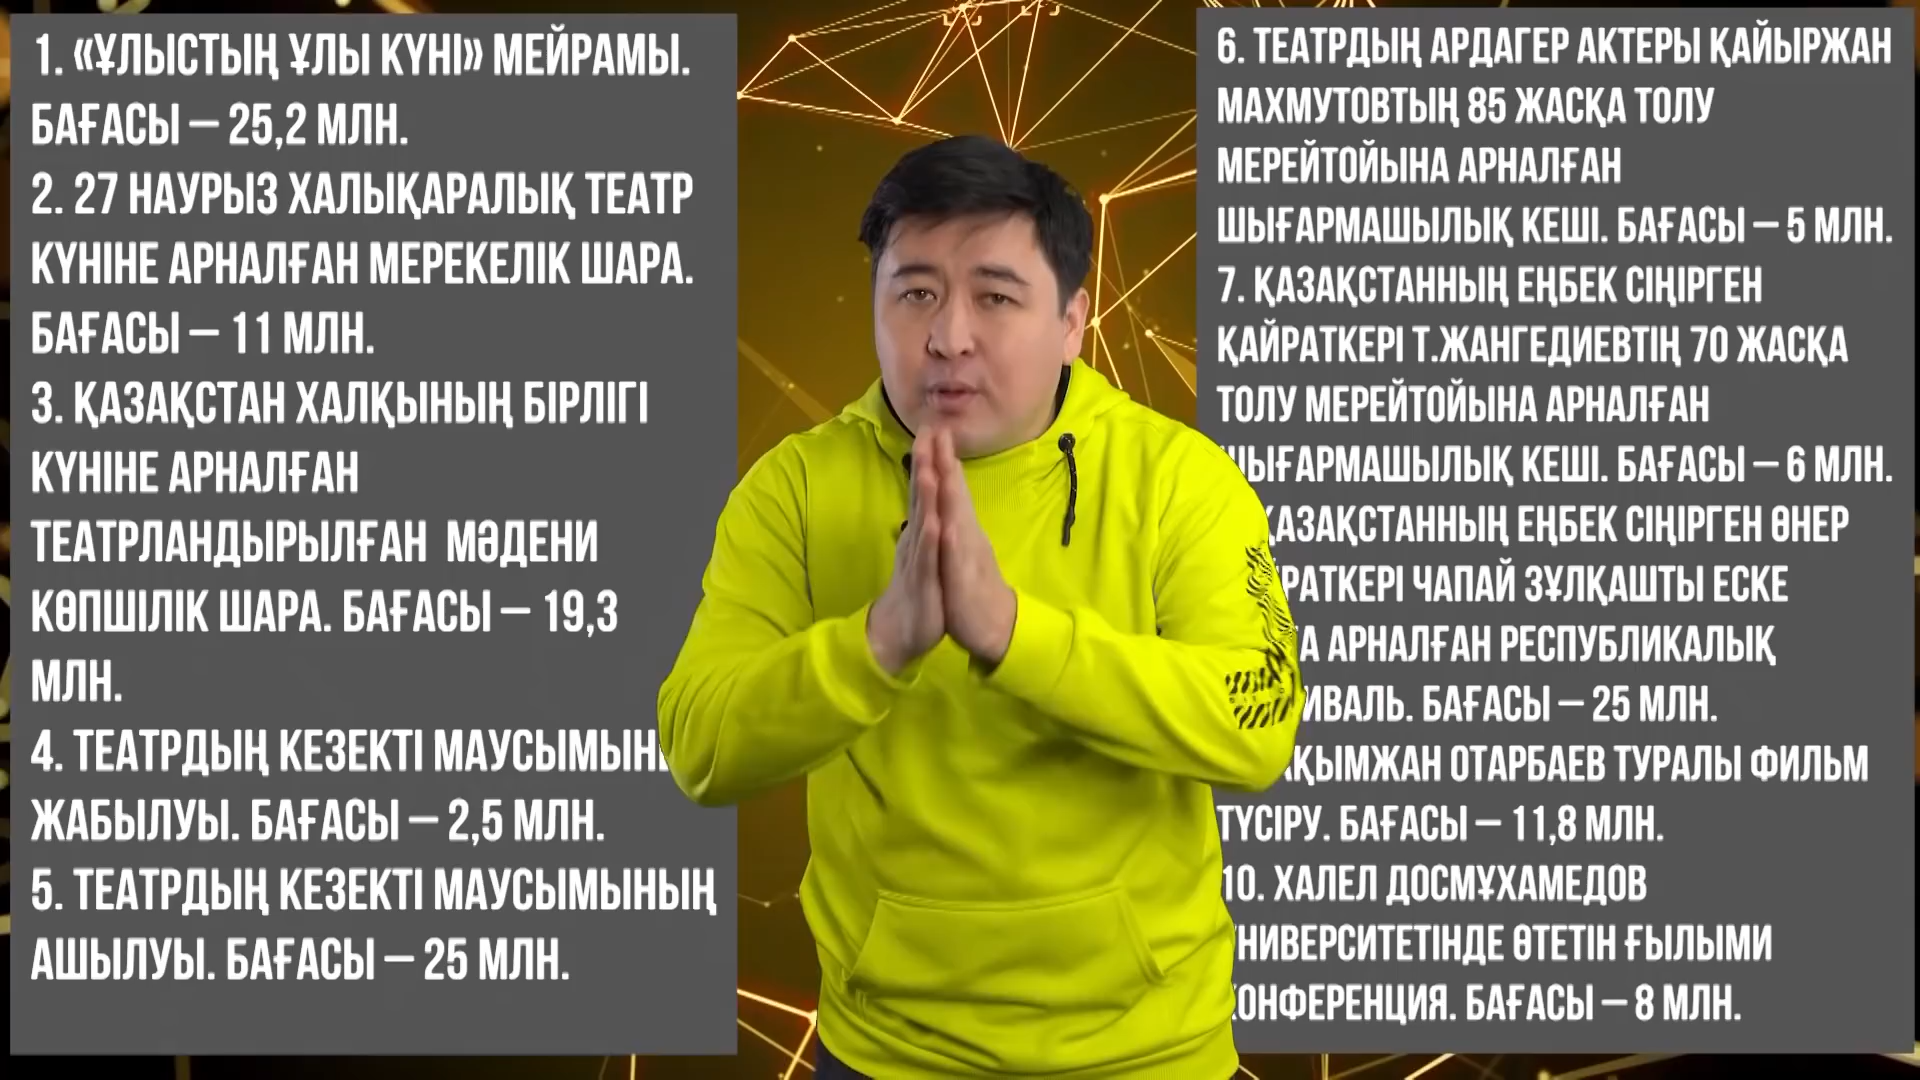 1. «ҰЛЫСТЫҢ ҰЛЫ КҮНІ» МЕЙРАМЫ.
БАҒАСЫ – 25,2 МЛН.
2. 27 НАУРЫЗ ХАЛЫҚАРАЛЫҚ ТЕАТР
КҮНІНЕ АРНАЛҒАН МЕРЕКЕЛІК ШАРА.
БАҒАСЫ – 11 МЛН.
3. ҚАЗАҚСТАН ХАЛҚЫНЫҢ БІРЛІГІ
КҮНІНЕ АРНАЛҒАН
ТЕАТРЛАНДЫРЫЛҒАН МӘДЕНИ
КӨПШІЛІК ШАРА. БАҒАСЫ – 19,3
МЛН.
4. ТЕАТРДЫҢ КЕЗЕКТІ
ЖАБЫЛУЫ. БАҒАСЫ – 2,5 МЛН.
5. ТЕАТРДЫҢ КЕЗЕКТІ МАУСЫМЫНЫҢ
АШЫЛУЫ. БАҒАСЫ – 25 МЛН.
6. ТЕАТРДЫҢ АРДАГЕР АКТЕРЫ ҚАЙЫРЖАН
МАХМУТОВТЫҢ 85 ЖАСҚА ТОЛУ
МЕРЕЙТОЙЫНА АРНАЛҒАН
ШЫҒАРМАШЫЛЫҚ КЕШІ. БАҒАСЫ – 5 МЛН.
7. ҚАЗАҚСТАННЫҢ ЕҢБЕК СІҢІРГЕН
ҚАЙРАТКЕРІ Т.ЖАНГЕДИЕВТІҢ 70 ЖАСҚА
ТОЛУ МЕРЕЙТОЙЫНА АРНАЛҒАН
ШЫҒАРМАШЫЛЫҚ КЕШІ. БАҒАСЫ – 6 МЛН.
ҚАЗАҚСТАННЫҢ ЕҢБЕК СІҢІРГЕН ӨНЕР
ЧАПАЙ ЗҰЛҚАШТЫ ЕСКЕ
АРНАЛҒАН РЕСПУБЛИКАЛЫҚ
БАҒАСЫ – 25 МЛН.
ОТАРБАЕВ ТУРАЛЫ ФИЛЬМ
ТҮСІРУ. БАҒАСЫ – 11,8 МЛН.
10. ХАЛЕЛ ДОСМҰХАМЕДОВ
УНИВЕРСИТЕТІНДЕ ӨТЕТІН ҒЫЛЫМИ
КОНФЕРЕНЦИЯ. БАҒАСЫ – 8 МЛН.